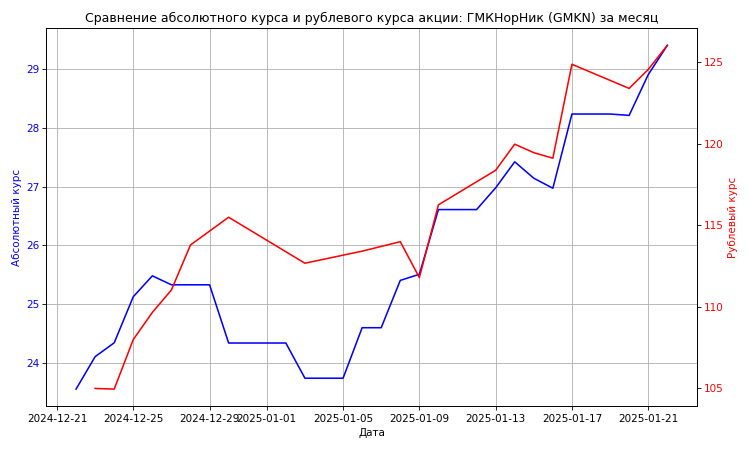 Сравнение абсолютного курса и рублевого курса акции: ГМКНорНик (GMKN) за месяц
29
28
27
26
25
24
Абсолютный курс
125
120
115
110
105
Рублевый курс
2024-12-21 2024-12-25 2024-12-29 2025-01-01 2025-01-05 2025-01-09 2025-01-13 2025-01-17 2025-01-21
Дата